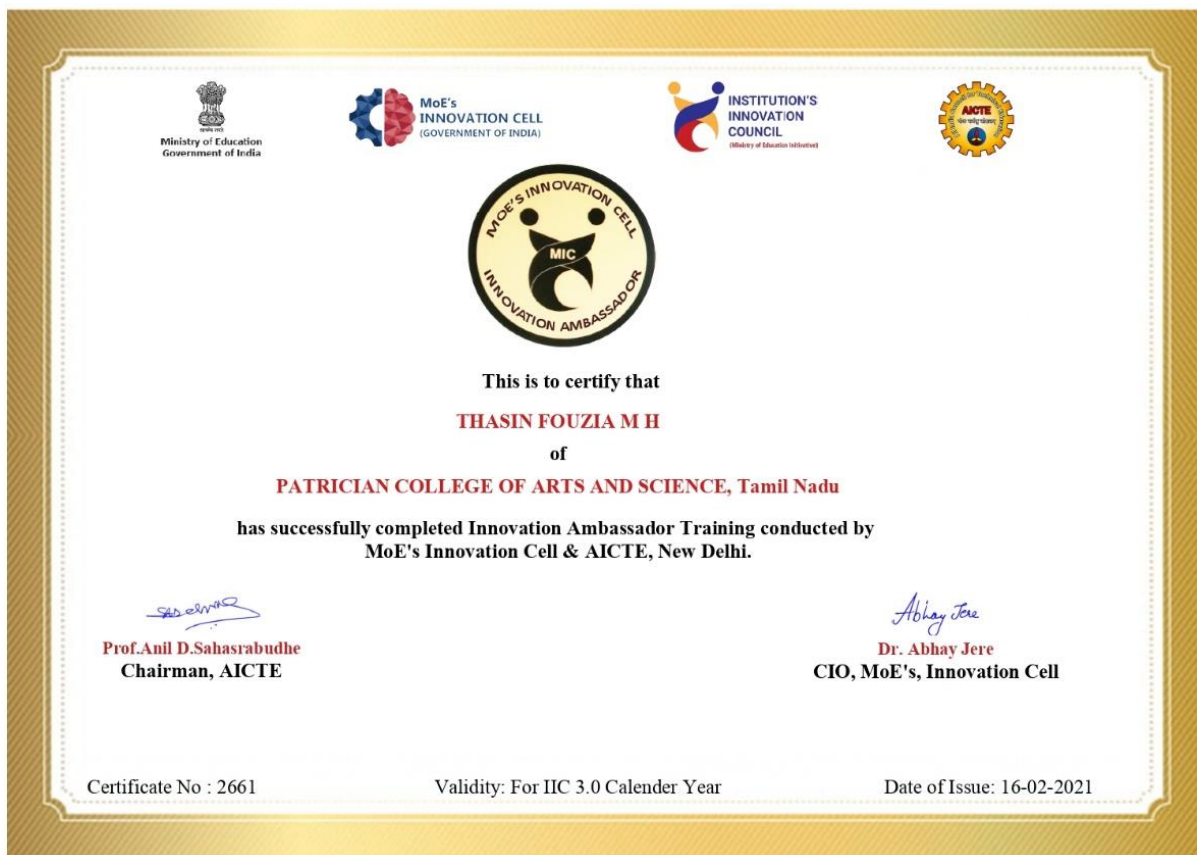 Ministry of Education
Government of India
MoE's
INNOVATION CELL
(GOVERNMENT OF INDIA)
INSTITUTION'S
INNOVATION
COUNCIL
(Ministry of Education Initiative)
AICTE
MOE'S INNOVATION CELL
MIC
INNOVATION AMBASSADOR
This is to certify that
THASIN FOUZIA M H
of
PATRICIAN COLLEGE OF ARTS AND SCIENCE, Tamil Nadu
has successfully completed Innovation Ambassador Training conducted by
MoE's Innovation Cell & AICTE, New Delhi.
Abhay Jere
Prof.Anil D.Sahasrabudhe
Chairman, AICTE
Dr. Abhay Jere
CIO, MoE's, Innovation Cell
Certificate No : 2661
Validity: For IIC 3.0 Calender Year
Date of Issue: 16-02-2021